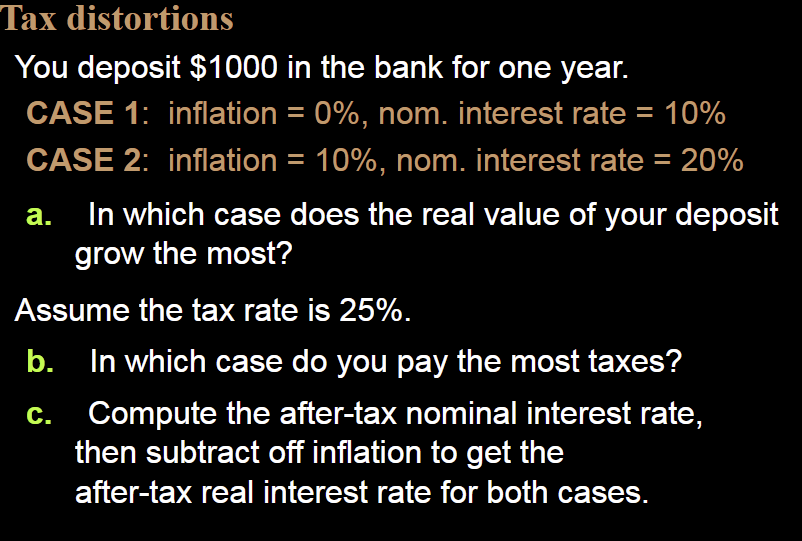 Tax distortions
You deposit $1000 in the bank for one year.
CASE 1: inflation = 0%, nom. interest rate = 10%
CASE 2: inflation = 10%, nom. interest rate = 20%
a. In which case does the real value of your deposit
grow the most?
Assume the tax rate is 25%.
b. In which case do you pay the most taxes?
c. Compute the after-tax nominal interest rate,
then subtract off inflation to get the
after-tax real interest rate for both cases.